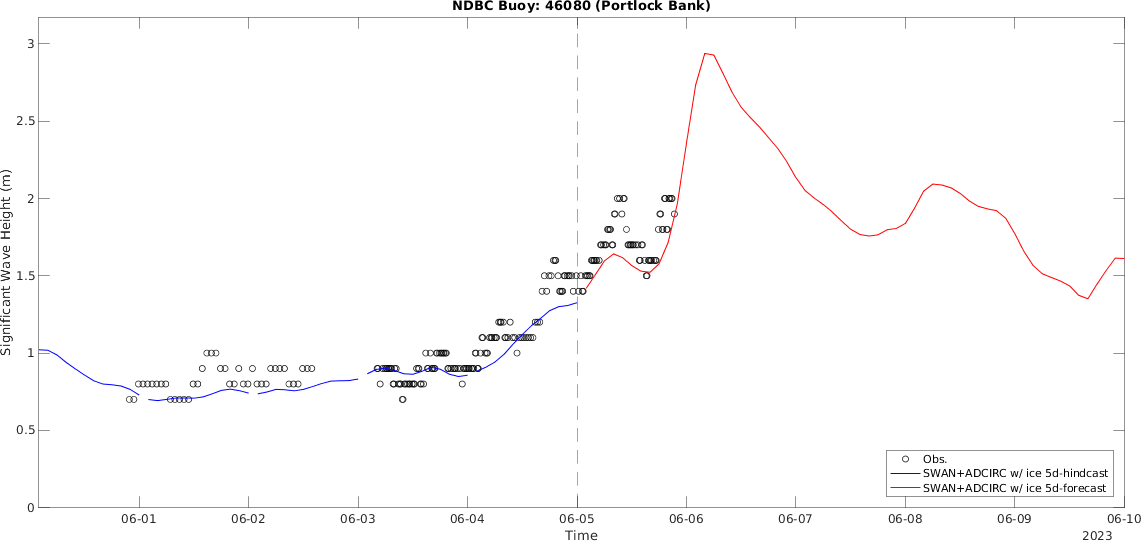 NDBC Buoy: 46080 (Portlock Bank)
3
2.5
2
1.5
1
0.5
0
Significant Wave Height (m)
Obs.
SWAN+ADCIRC w/ ice 5d-hindcast
SWAN+ADCIRC w/ ice 5d-forecast
06-01 06-02 06-03 06-04 06-05 06-06 06-07 06-08 06-09 06-10
Time
2023